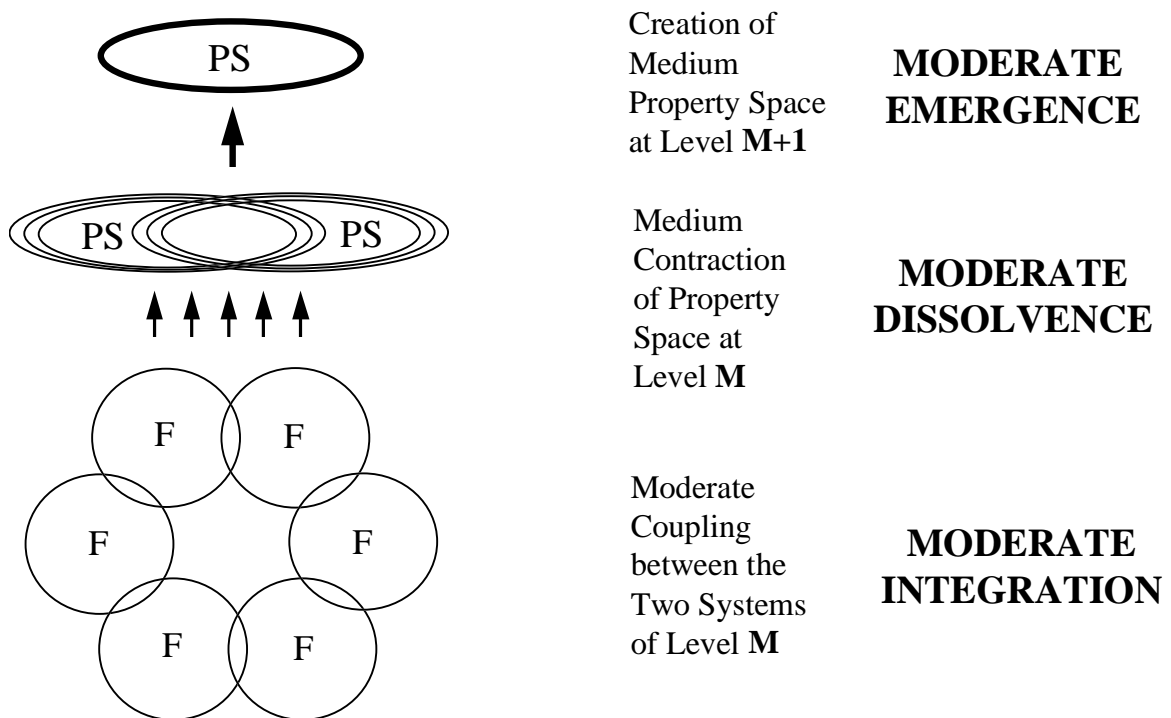 PS
Creation of
Medium
Property Space
at Level M+1
MODERATE
EMERGENCE
PS PS
Medium
Contraction
of Property
Space at
Level M
MODERATE
DISSOLVENCE
F F
F F
F F
Moderate
Coupling
between the
Two Systems
of Level M
MODERATE
INTEGRATION